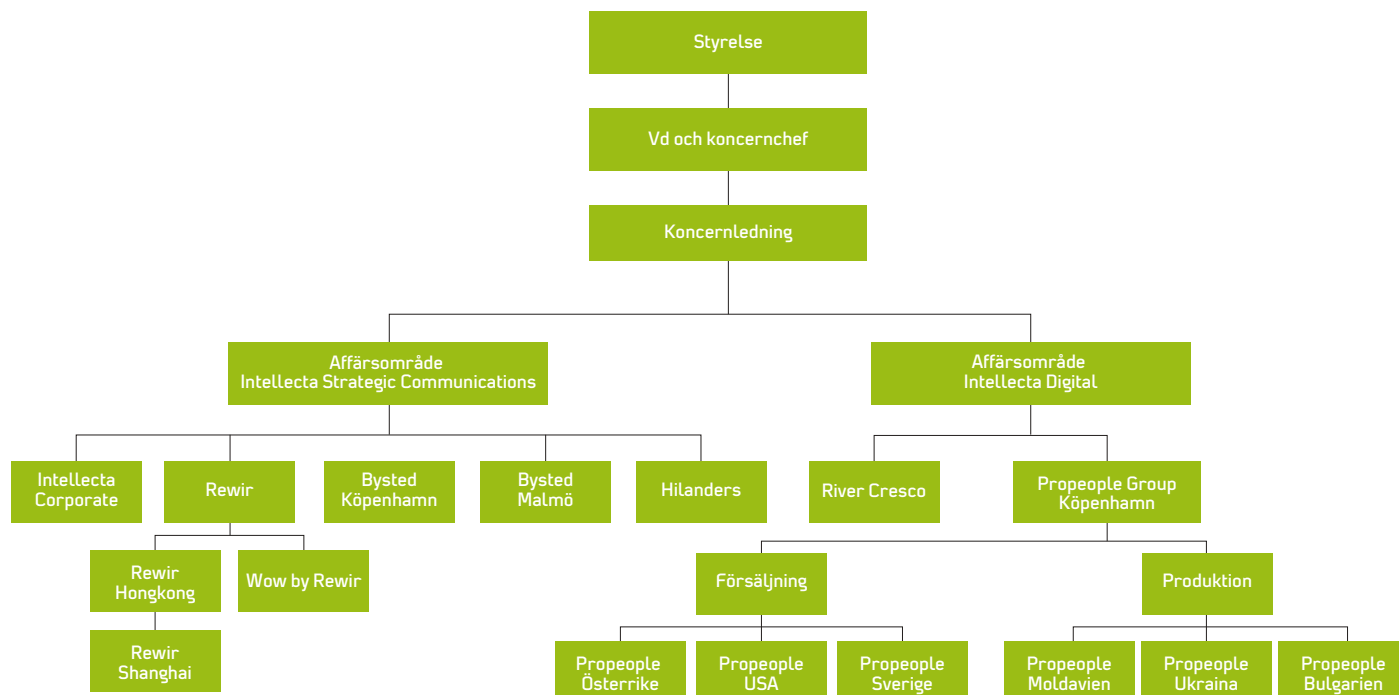 Styrelse
Vd och koncernchef
Koncernledning
Affärsområde
Intellecta Strategic Communications
Affärsområde
Intellecta Digital
Intellecta
Corporate
Rewir
Bysted
Köpenhamn
Bysted
Malmö
Hilanders
River Cresco
Propeople Group
Köpenhamn
Rewir
Hongkong
Wow by Rewir
Försäljning
Produktion
Rewir
Shanghai
Propeople
Österrike
Propeople
USA
Propeople
Sverige
Propeople
Moldavien
Propeople
Ukraina
Propeople
Bulgarien